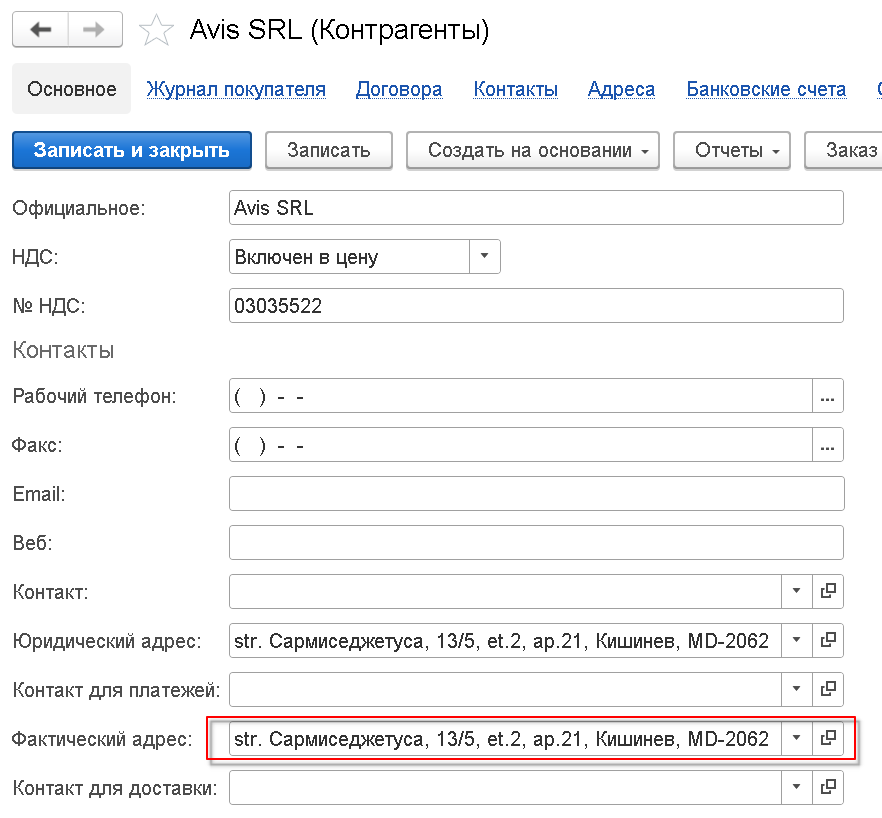 Avis SRL (Контрагенты)
Основное Журнал покупателя Договора Контакты Адреса Банковские счета
Записать и закрыть Записать Создать на основании Отчеты Заказ
Официальное: Avis SRL
НДС: Включен в цену
№ НДС: 03035522
Контакты
Рабочий телефон: ( ) - - ...
Факс: ( ) - - ...
Email:
Веб:
Контакт:
Юридический адрес: str. Сармиседжетуса, 13/5, et.2, ap.21, Кишинев, MD-2062
Контакт для платежей:
Фактический адрес: str. Сармиседжетуса, 13/5, et.2, ap.21, Кишинев, MD-2062
Контакт для доставки: